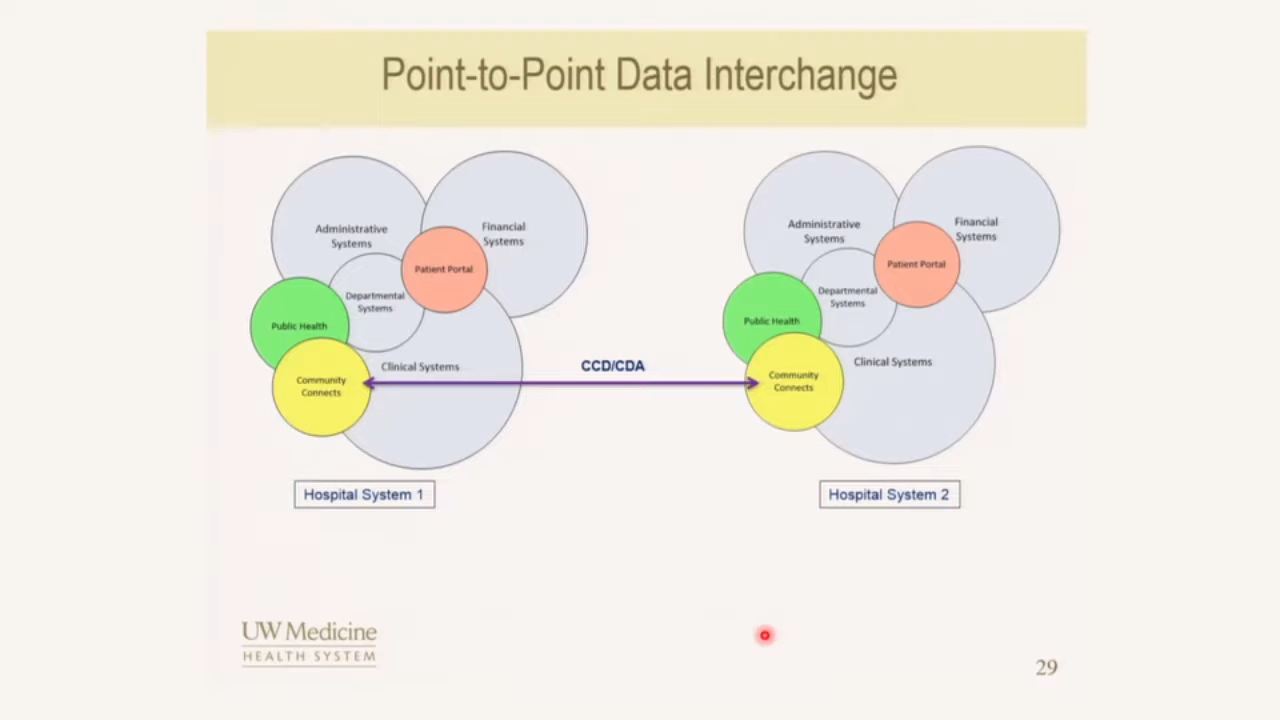 Point-to-Point Data Interchange
Administrative
Systems
Financial
Systems
Patient Portal
Departmental
Systems
Public Health
Clinical Systems
Community
Connects
Hospital System 1
CCD/CDA
Administrative
Systems
Financial
Systems
Patient Portal
Departmental
Systems
Public Health
Clinical Systems
Community
Connects
Hospital System 2
UW Medicine
HEALTH SYSTEM
29